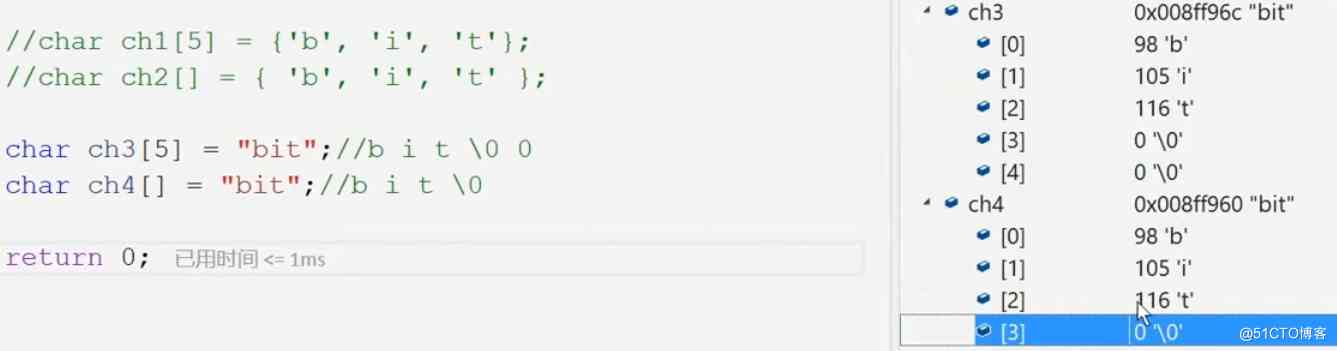 //char ch1[5] = {'b', 'i', 't'};
//char ch2[] = { 'b', 'i', 't' };
char ch3[5] = "bit";//b i t \0 0
char ch4[] = "bit";//b i t \0
return 0; 已用时间 <= 1ms
ch3 0x008ff96c "bit"
[0] 98 'b'
[1] 105 'i'
[2] 116 't'
[3] 0 '\0'
[4] 0 '\0'
ch4 0x008ff960 "bit"
[0] 98 'b'
[1] 105 'i'
[2] 116 't'
[3] 0 '\0'
@51CTO博客